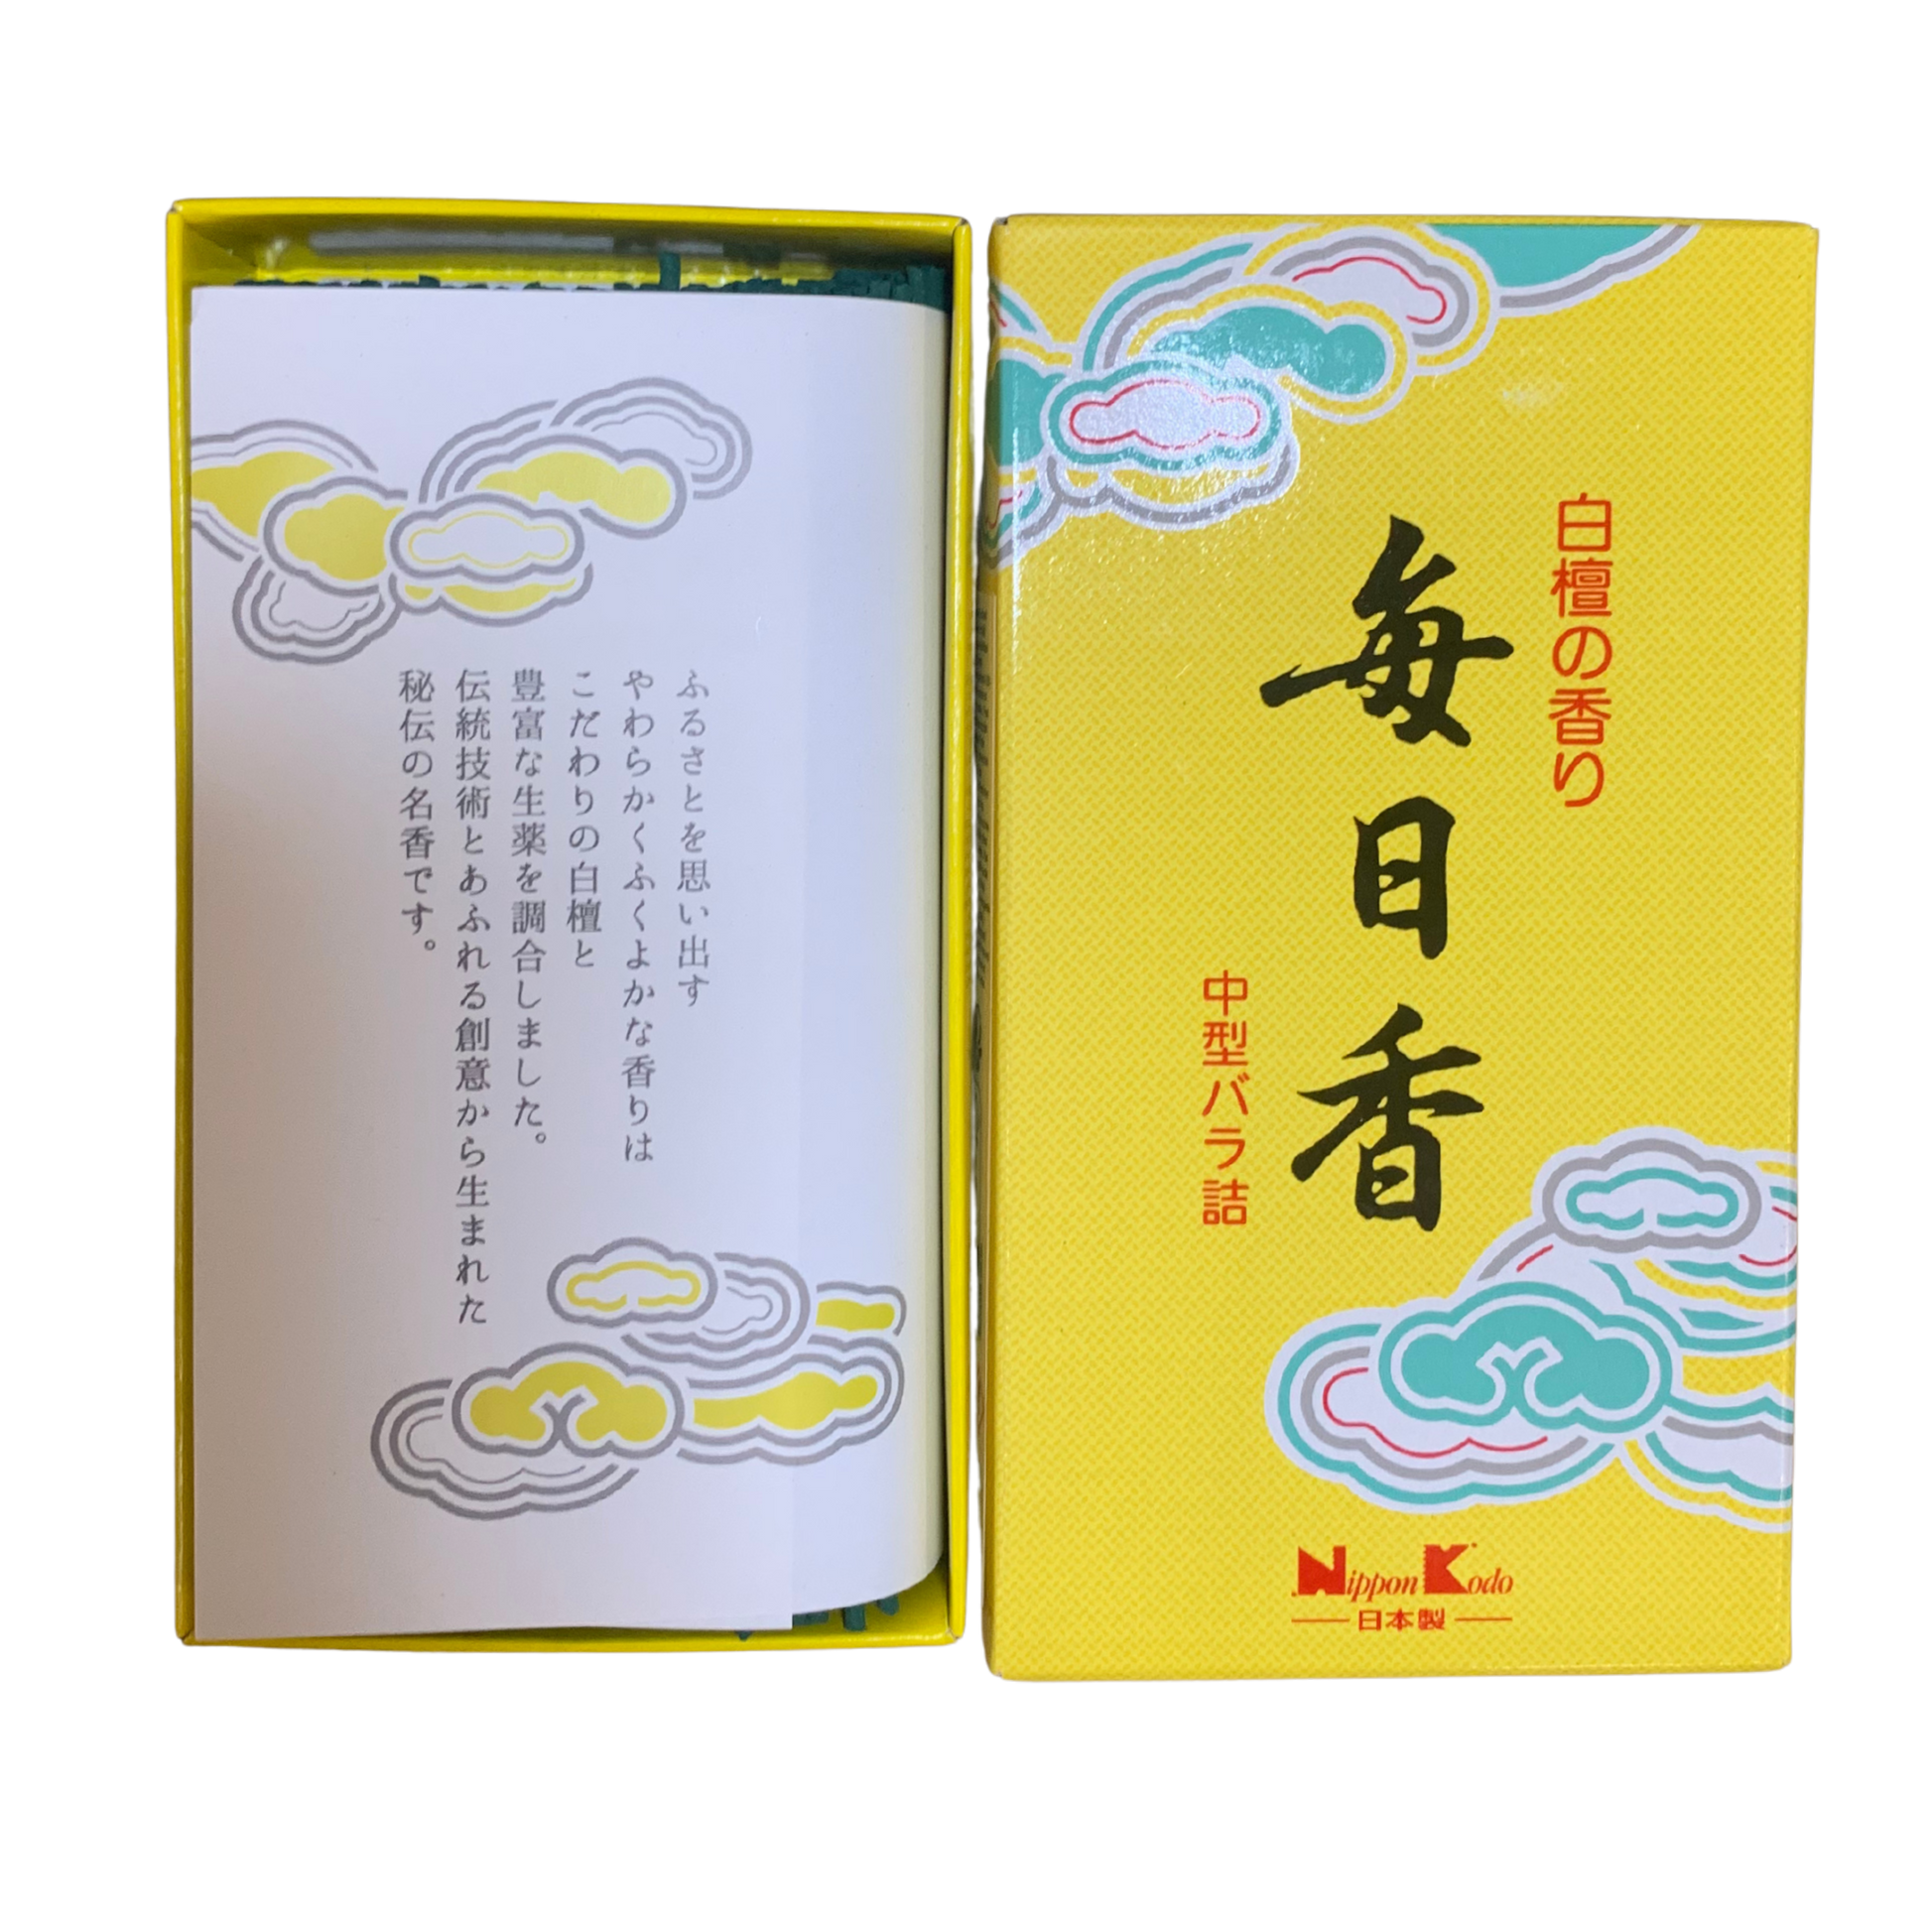 ふるさとを思い出す
やわらかくふくよかな香りは
こだわりの白檀と
豊富な生薬を調合しました。
伝統技術とあふれる創意から生まれた
秘伝の名香です。
白檀の香り
毎日香
中型バラ詰
Nippon Kodo
日本製